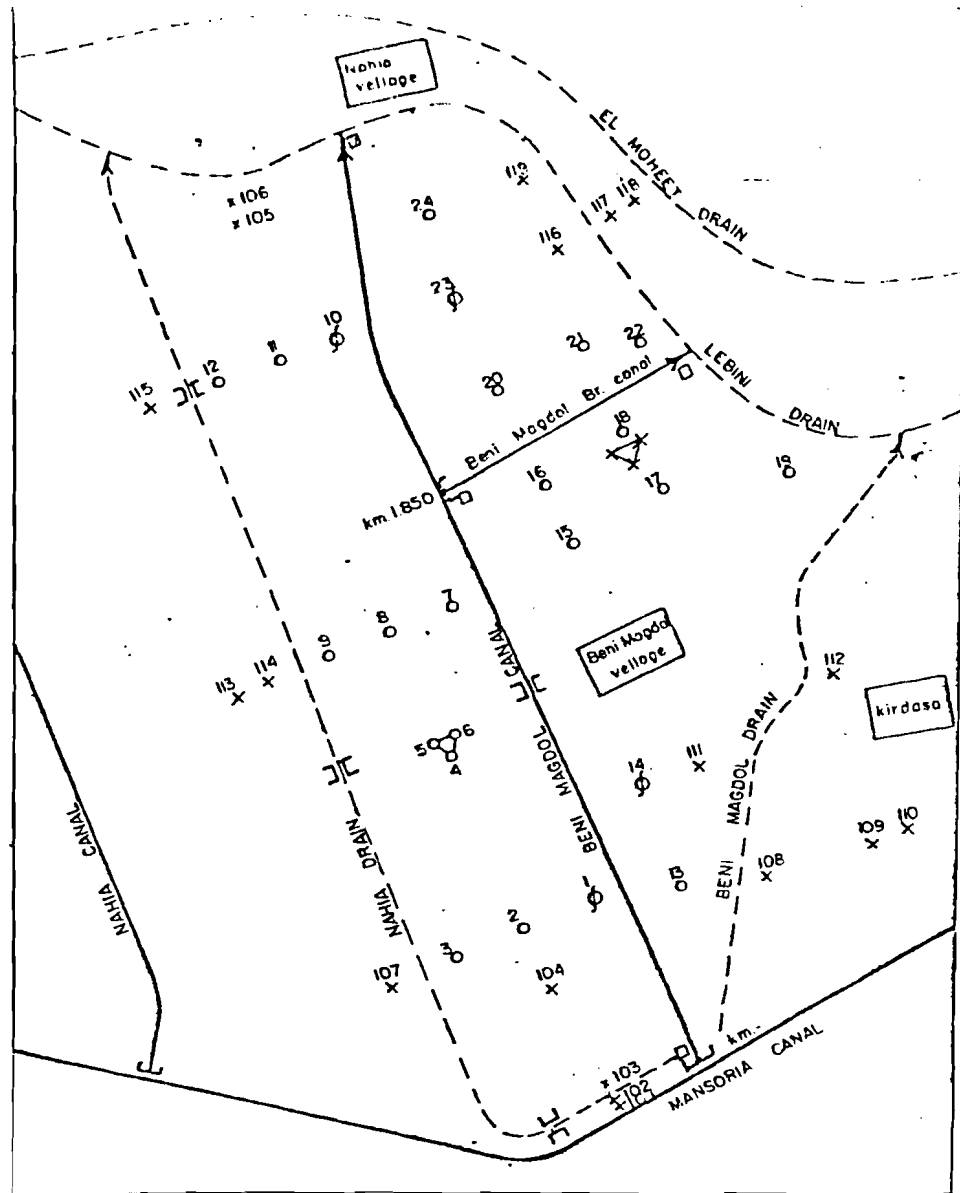 Nahia
vellage
EL MOHEET DRAIN
119
118
117
106
105
24
116
23
10
11
12
115
21
22
20
LEBINI DRAIN
Beni Magdol Br. canal
18
16
17
19
km. 1.850
15
7
8
9
CANAL
Beni Magdol
vellage
114
113
112
kirdasa
6
5
4
14
111
BENI MAGDOL DRAIN
BENI MAGDOL
NAHIA CANAL
NAHIA DRAIN
110
109
108
13
1
2
3
107
104
km.-
103
102
MANSORIA CANAL